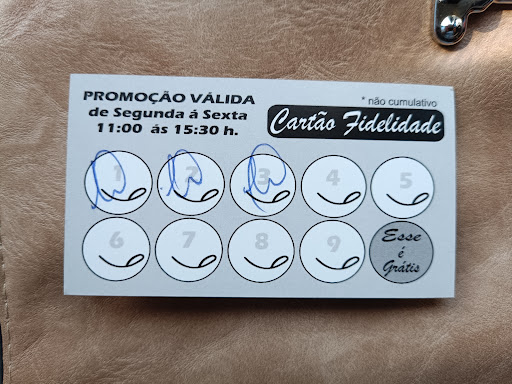 PROMOÇÃO VÁLIDA
de Segunda á Sexta
11:00 ás 15:30 h.
* não cumulativo
Cartão Fidelidade
1 2 3 4 5
6 7 8 9
Esse
é
Grátis